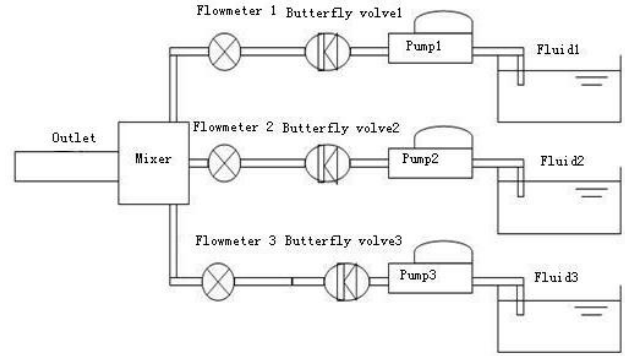 Flowmeter 1 Butterfly volve1
Pump1
Fluid1
Flowmeter 2 Butterfly volve2
Outlet
Mixer
Pump2
Fluid2
Flowmeter 3 Butterfly volve3
Pump3
Fluid3